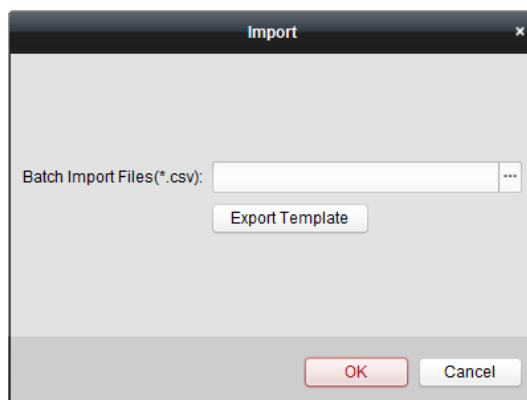 Import
Batch Import Files(*.csv):
Export Template
OK
Cancel